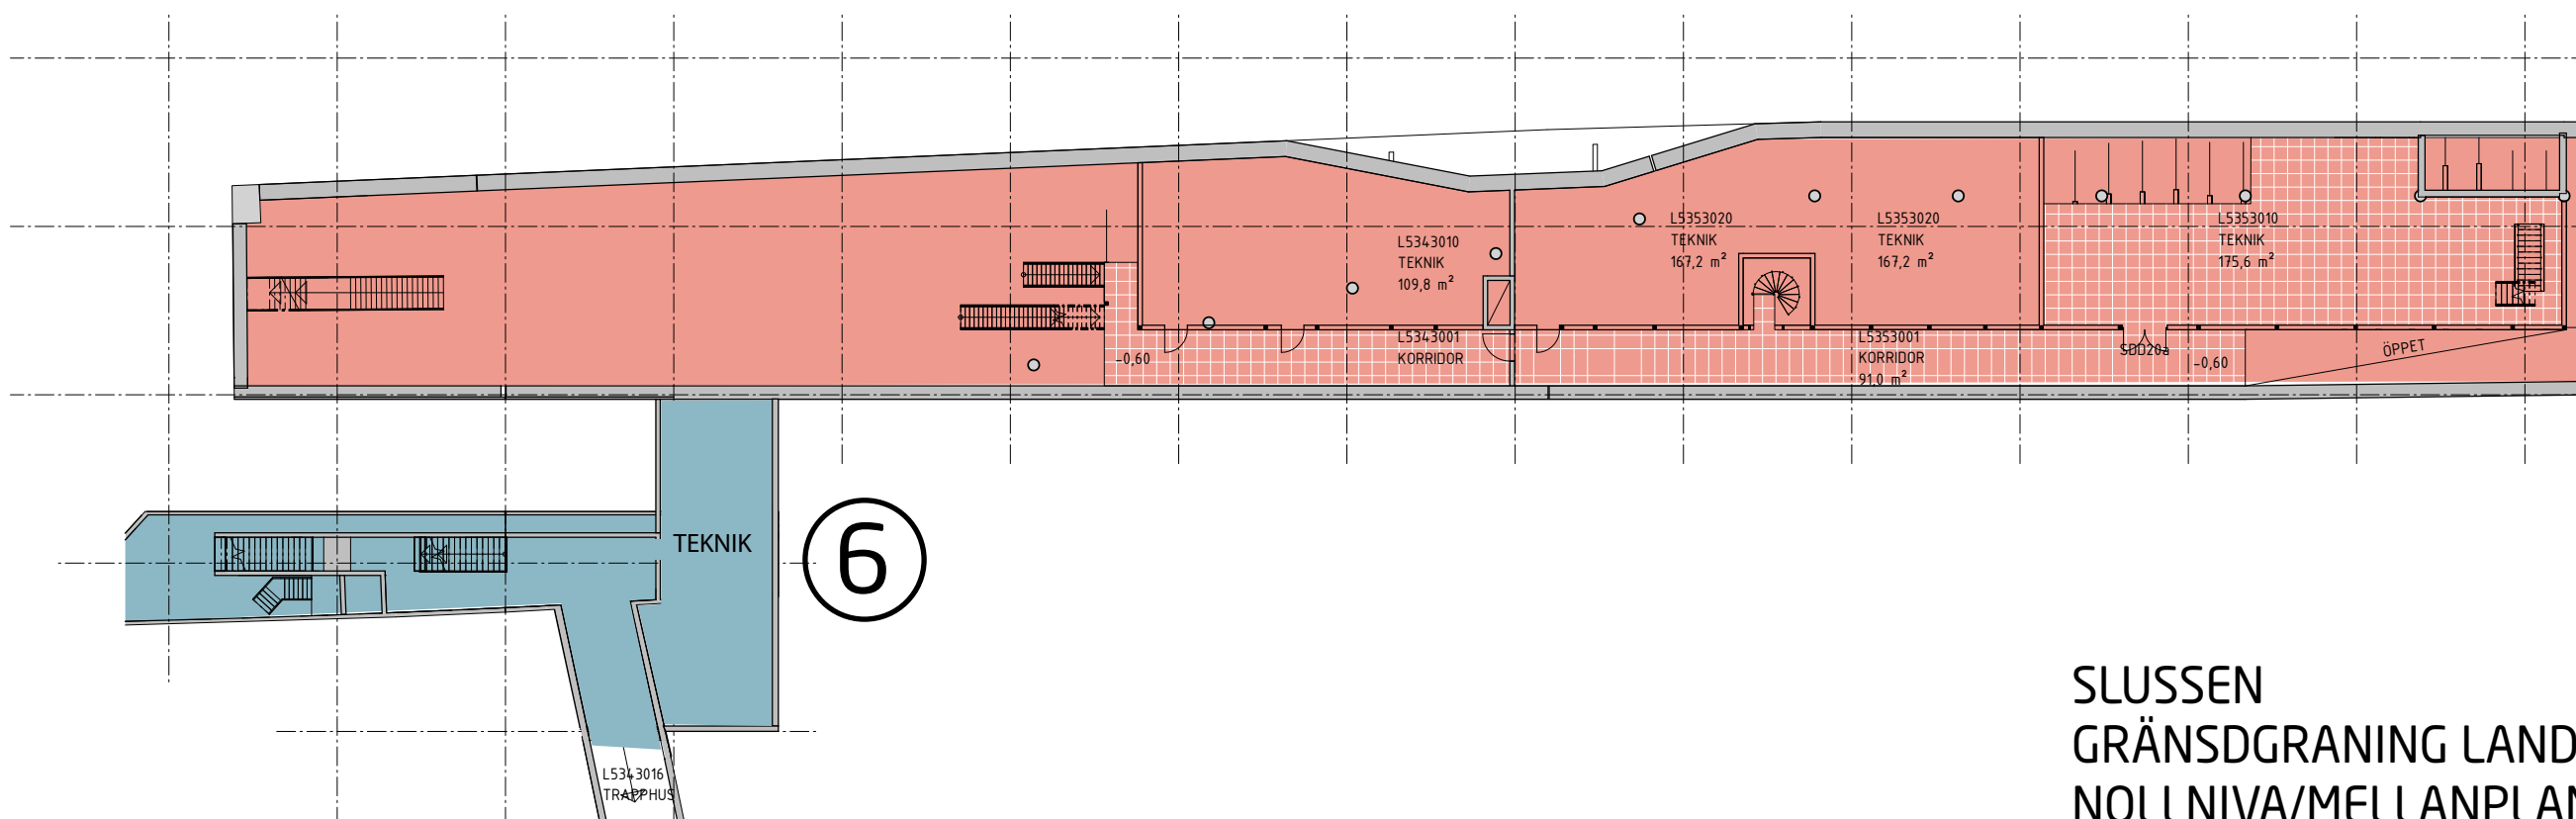 L5343010
TEKNIK
109,8 m²
L5353020
TEKNIK
167,2 m²
L5353020
TEKNIK
167,2 m²
L5353010
TEKNIK
175,6 m²
-0,60
L5343001
KORRIDOR
L5353001
KORRIDOR
91,0 m²
SDD20a
-0,60
ÖPPET
TEKNIK
6
L5343016
TRAPPHUS
SLUSSEN
GRÄNSDGRANING LAND
NOLLNIVA/MELLANPLAN